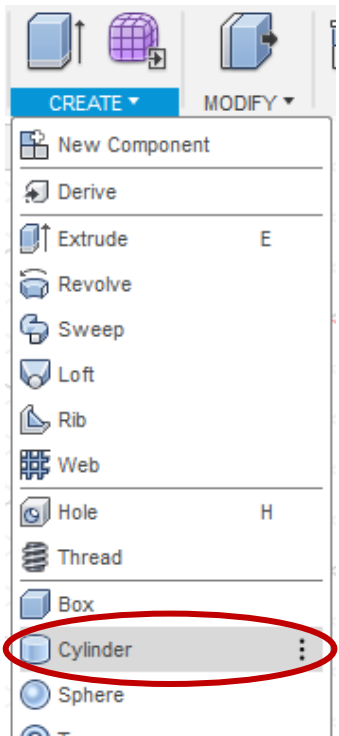 CREATE ▾ MODIFY ▾
New Component
Derive
Extrude E
Revolve
Sweep
Loft
Rib
Web
Hole H
Thread
Box
Cylinder
Sphere